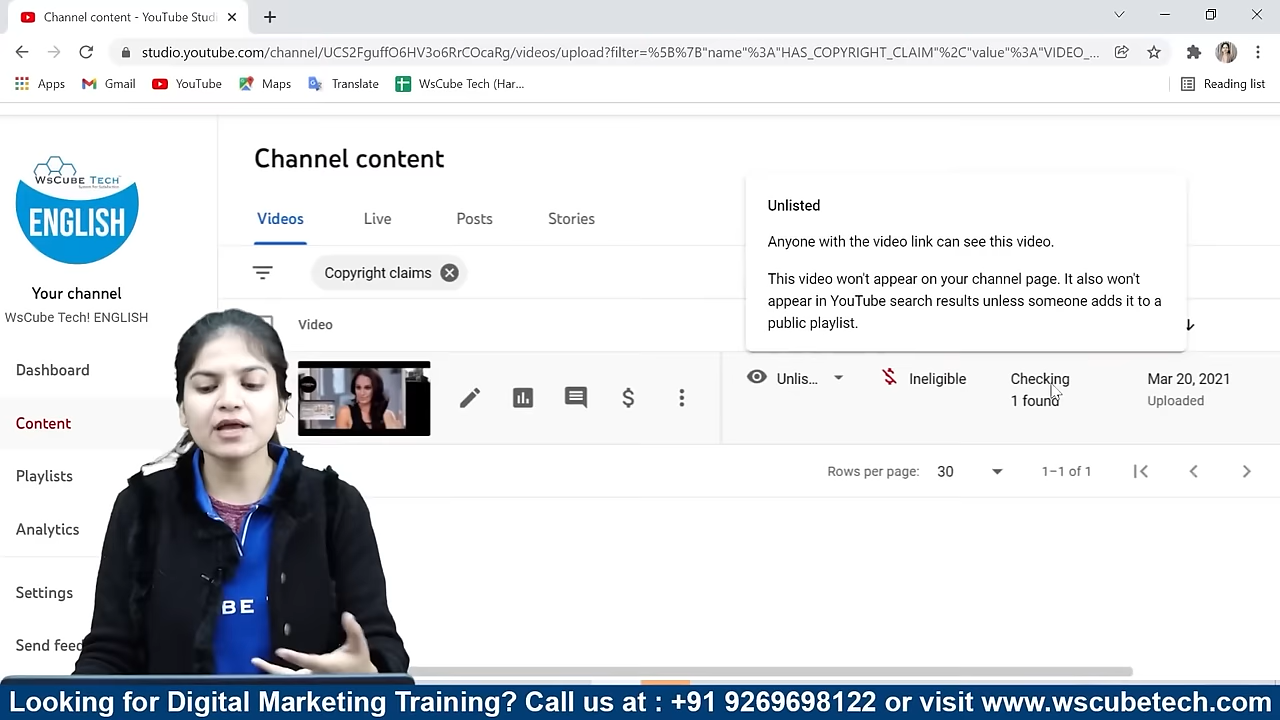 Channel content - YouTube Studi
studio.youtube.com/channel/UCS2FguffO6HV3o6RrCOcaRg/videos/upload?filter=%5B%7B"name"%3A"HAS_COPYRIGHT_CLAIM"%2C"value"%3A"VIDEO_...
Apps
Gmail
YouTube
Maps
Translate
WsCube Tech (Har...
Reading list
WsCube Tech
ENGLISH
Your channel
WsCube Tech! ENGLISH
Dashboard
Content
Playlists
Analytics
Settings
Send feed
Channel content
Videos
Live
Posts
Stories
Copyright claims
Video
Unlisted
Anyone with the video link can see this video.
This video won't appear on your channel page. It also won't
appear in YouTube search results unless someone adds it to a
public playlist.
Unlis...
Ineligible
Checking
1 found
Mar 20, 2021
Uploaded
Rows per page: 30
1–1 of 1
BE
Looking for Digital Marketing Training? Call us at : +91 9269698122 or visit www.wscubetech.com